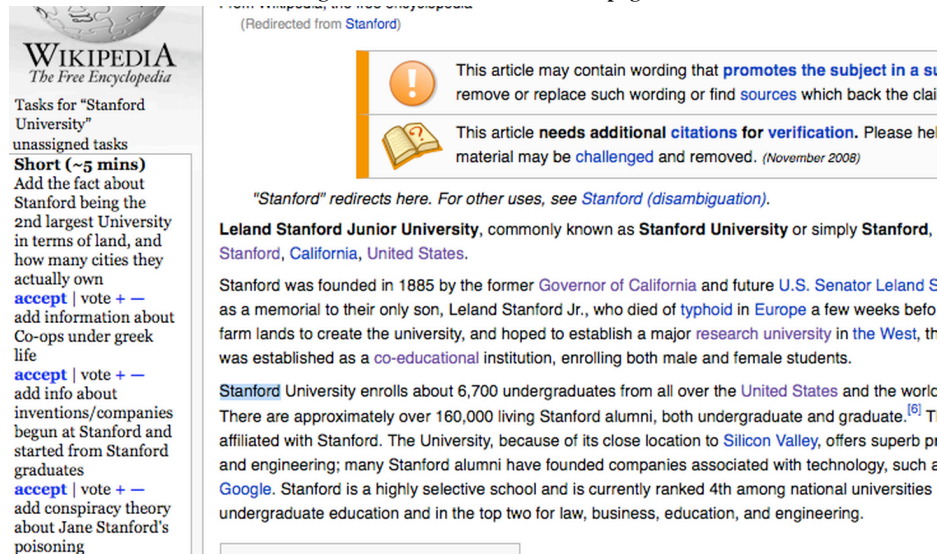 From Wikipedia, the free encyclopedia
(Redirected from Stanford)
WIKIPEDIA
The Free Encyclopedia
Tasks for “Stanford
University”
unassigned tasks
Short (~5 mins)
Add the fact about
Stanford being the
2nd largest University
in terms of land, and
how many cities they
actually own
accept | vote + —
add information about
Co-ops under greek
life
accept | vote + —
add info about
inventions/companies
begun at Stanford and
started from Stanford
graduates
accept | vote + —
add conspiracy theory
about Jane Stanford's
poisoning
This article may contain wording that promotes the subject in a su
remove or replace such wording or find sources which back the clai
This article needs additional citations for verification. Please hel
material may be challenged and removed. (November 2008)
"Stanford" redirects here. For other uses, see Stanford (disambiguation).
Leland Stanford Junior University, commonly known as Stanford University or simply Stanford,
Stanford, California, United States.
Stanford was founded in 1885 by the former Governor of California and future U.S. Senator Leland S
as a memorial to their only son, Leland Stanford Jr., who died of typhoid in Europe a few weeks befo
farm lands to create the university, and hoped to establish a major research university in the West, th
was established as a co-educational institution, enrolling both male and female students.
Stanford University enrolls about 6,700 undergraduates from all over the United States and the world
There are approximately over 160,000 living Stanford alumni, both undergraduate and graduate.[6] T
affiliated with Stanford. The University, because of its close location to Silicon Valley, offers superb pr
and engineering; many Stanford alumni have founded companies associated with technology, such a
Google. Stanford is a highly selective school and is currently ranked 4th among national universities
undergraduate education and in the top two for law, business, education, and engineering.